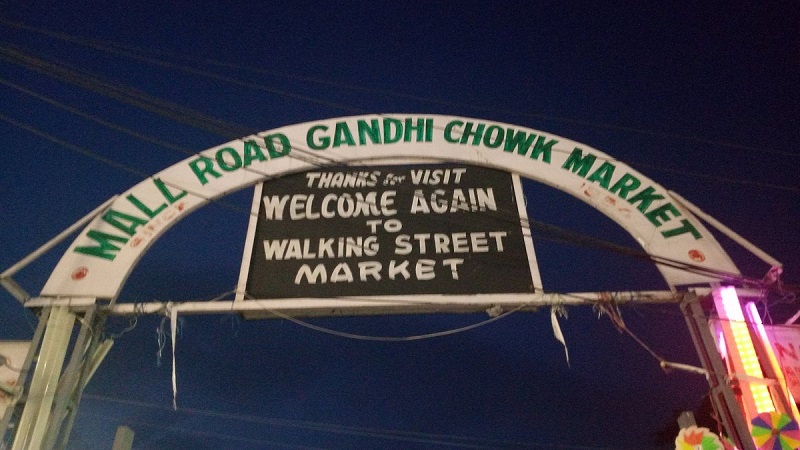 MALL ROAD GANDHI CHOWK MARKET
THANKS for VISIT
WELCOME AGAIN
TO
WALKING STREET
MARKET